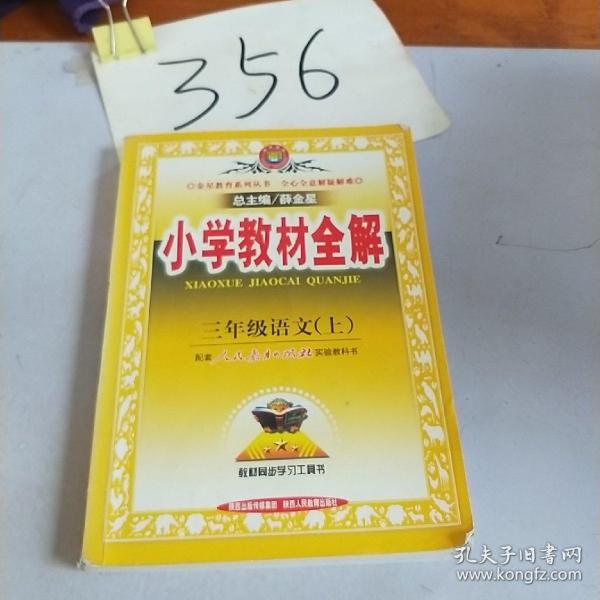 356
◎金星教育系列丛书 全心全意解疑解难◎
总主编/薛金星
小学教材全解
XIAOXUE JIAOCAI QUANJIE
三年级语文(上)
配套 人民教育出版社 实验教科书
教材同步学习工具书
陕西出版传媒集团 陕西人民教育出版社
孔夫子旧书网
www.kongfz.com